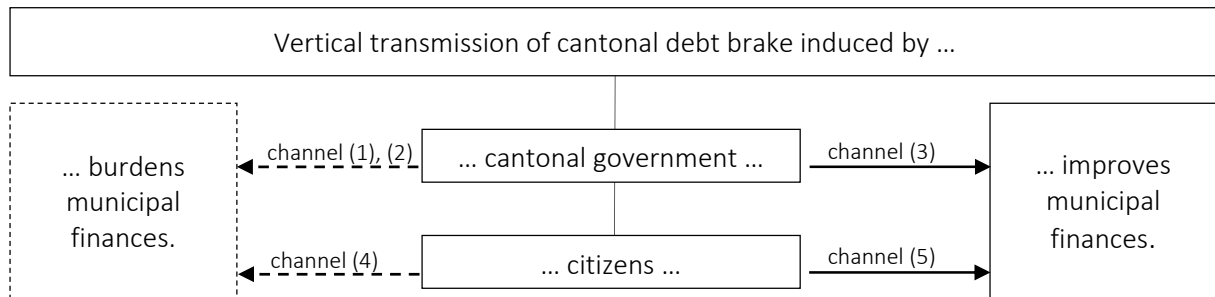 Vertical transmission of cantonal debt brake induced by ...
... burdens
municipal
finances.
channel (1), (2)
... cantonal government ...
channel (3)
... improves
municipal
finances.
channel (4)
... citizens ...
channel (5)